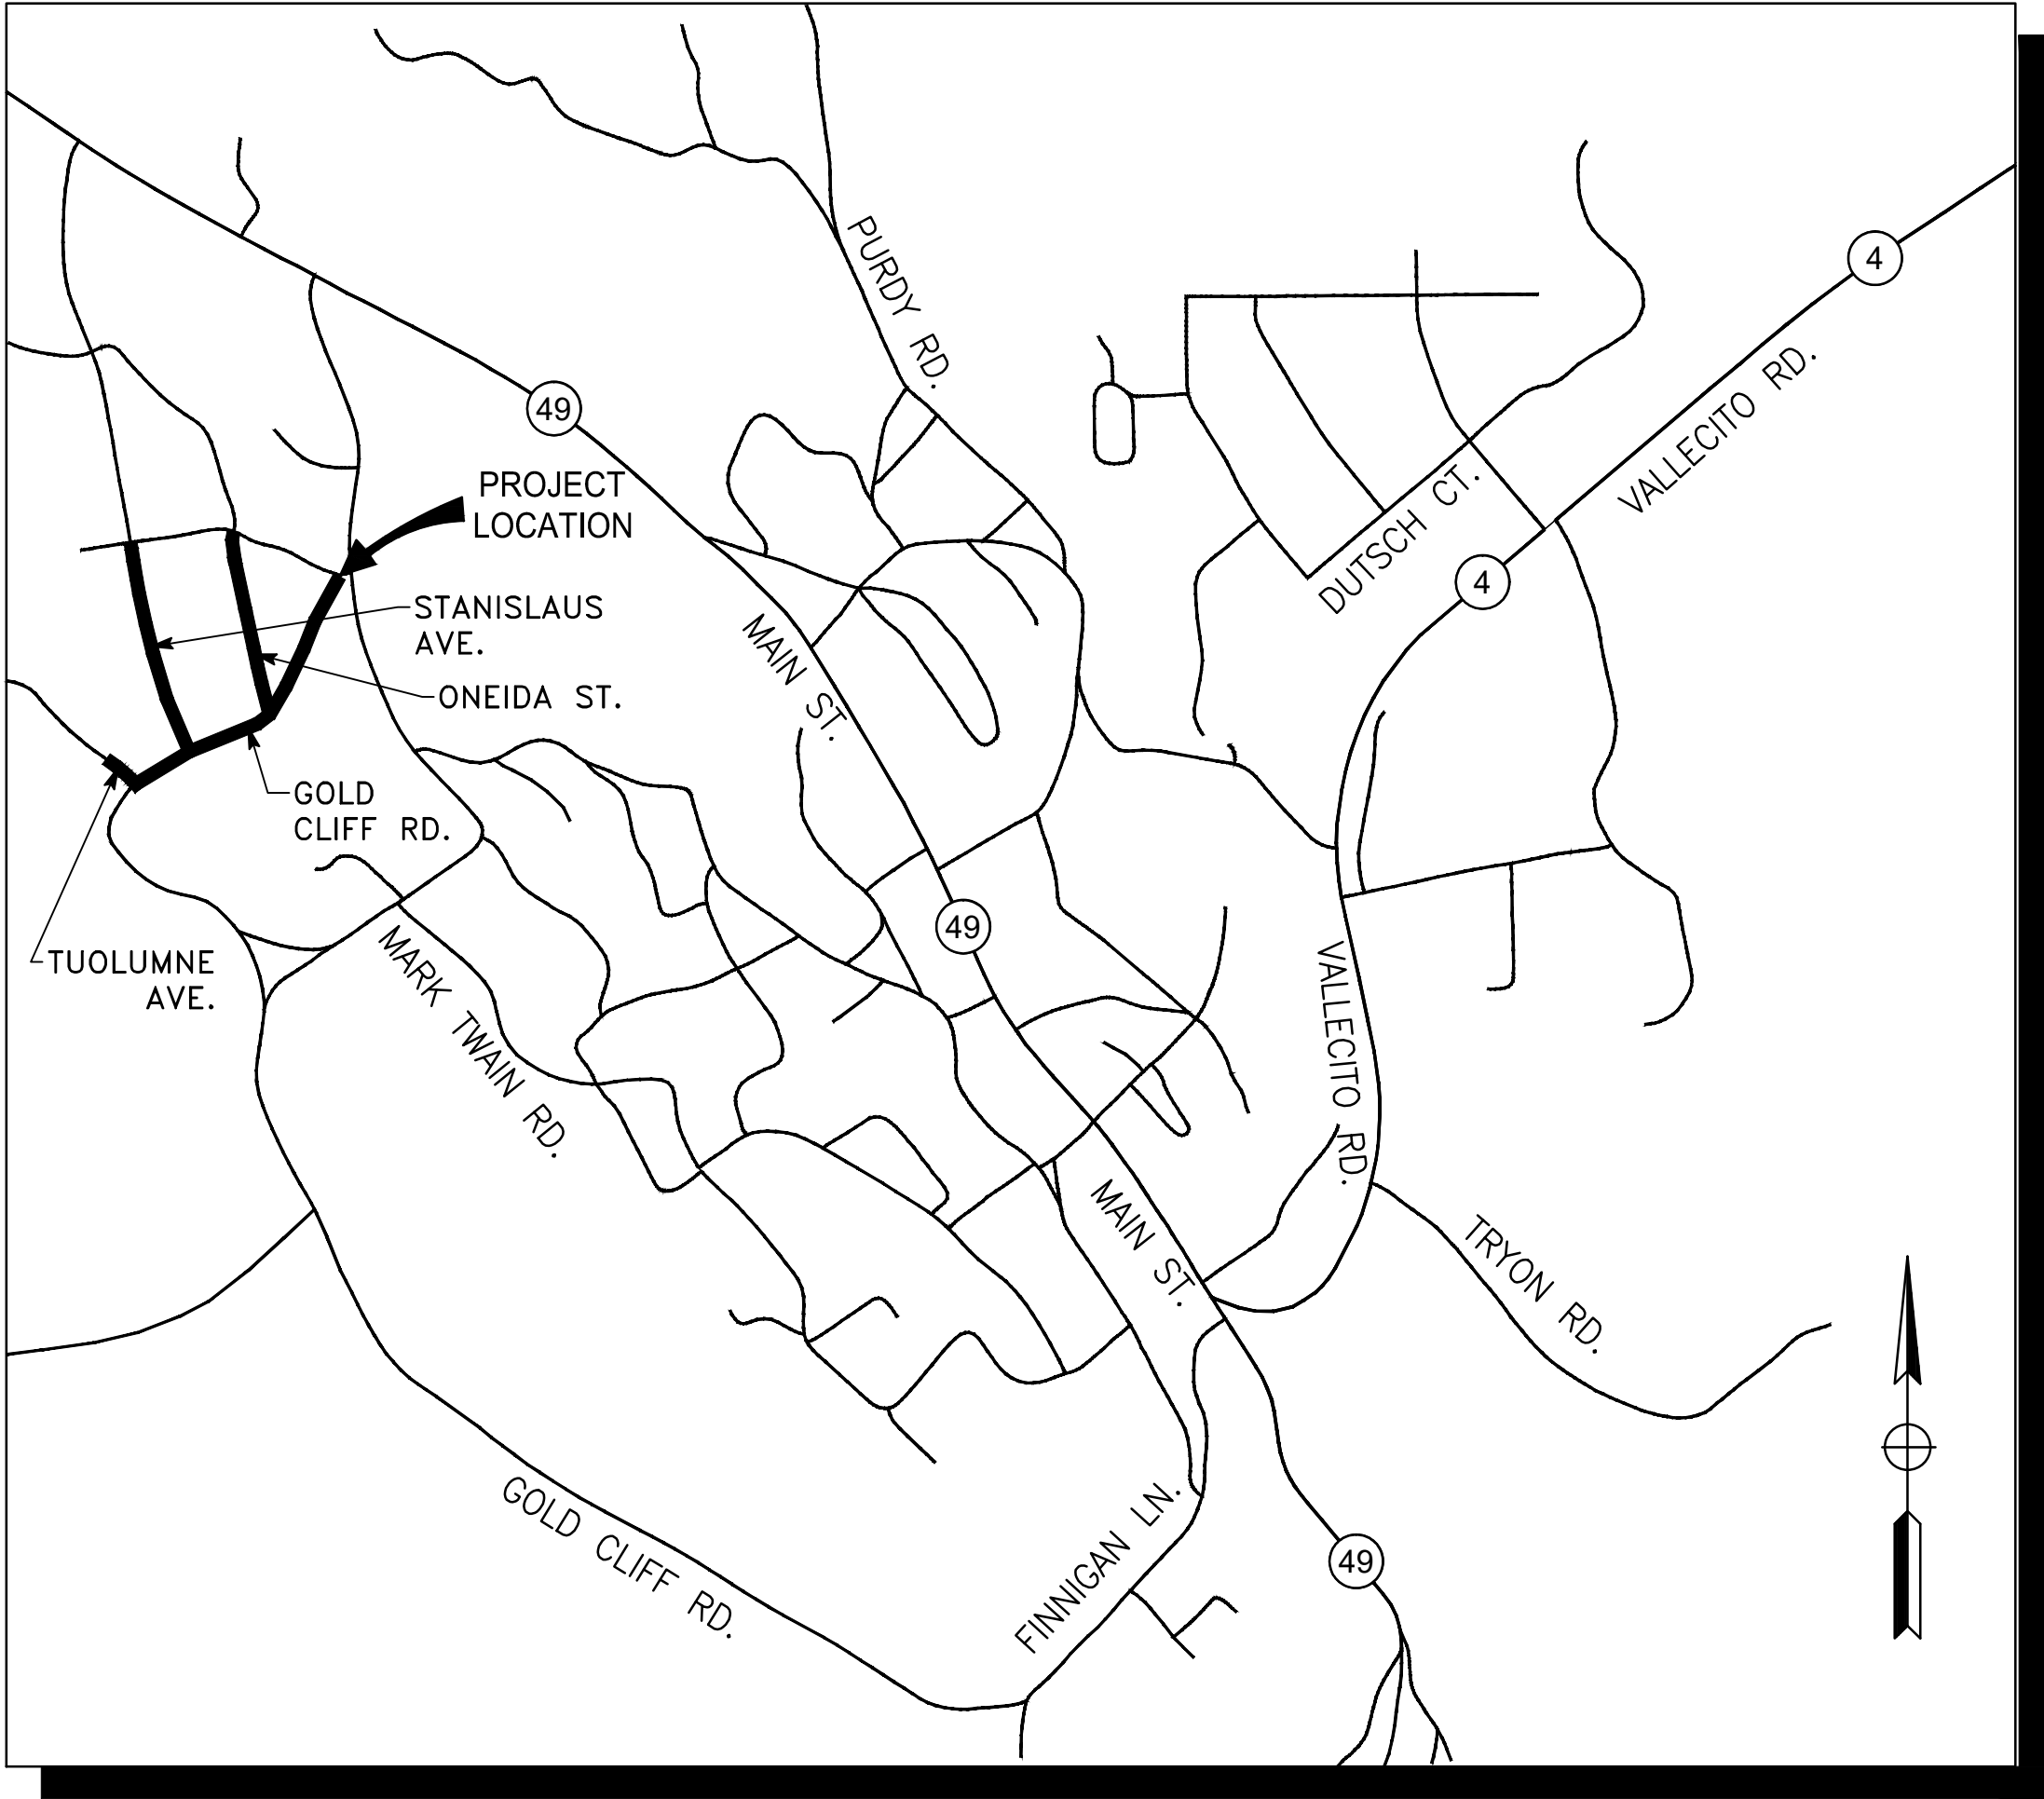 PURDY RD.
4
VALLECITO RD.
49
PROJECT
LOCATION
DUTSCH CT.
4
STANISLAUS
AVE.
MAIN ST.
ONEIDA ST.
GOLD
CLIFF RD.
49
TUOLUMNE
AVE.
MARK TWAIN RD.
VALLECITO RD.
MAIN ST.
TRYON RD.
GOLD CLIFF RD.
FINNIGAN LN.
49